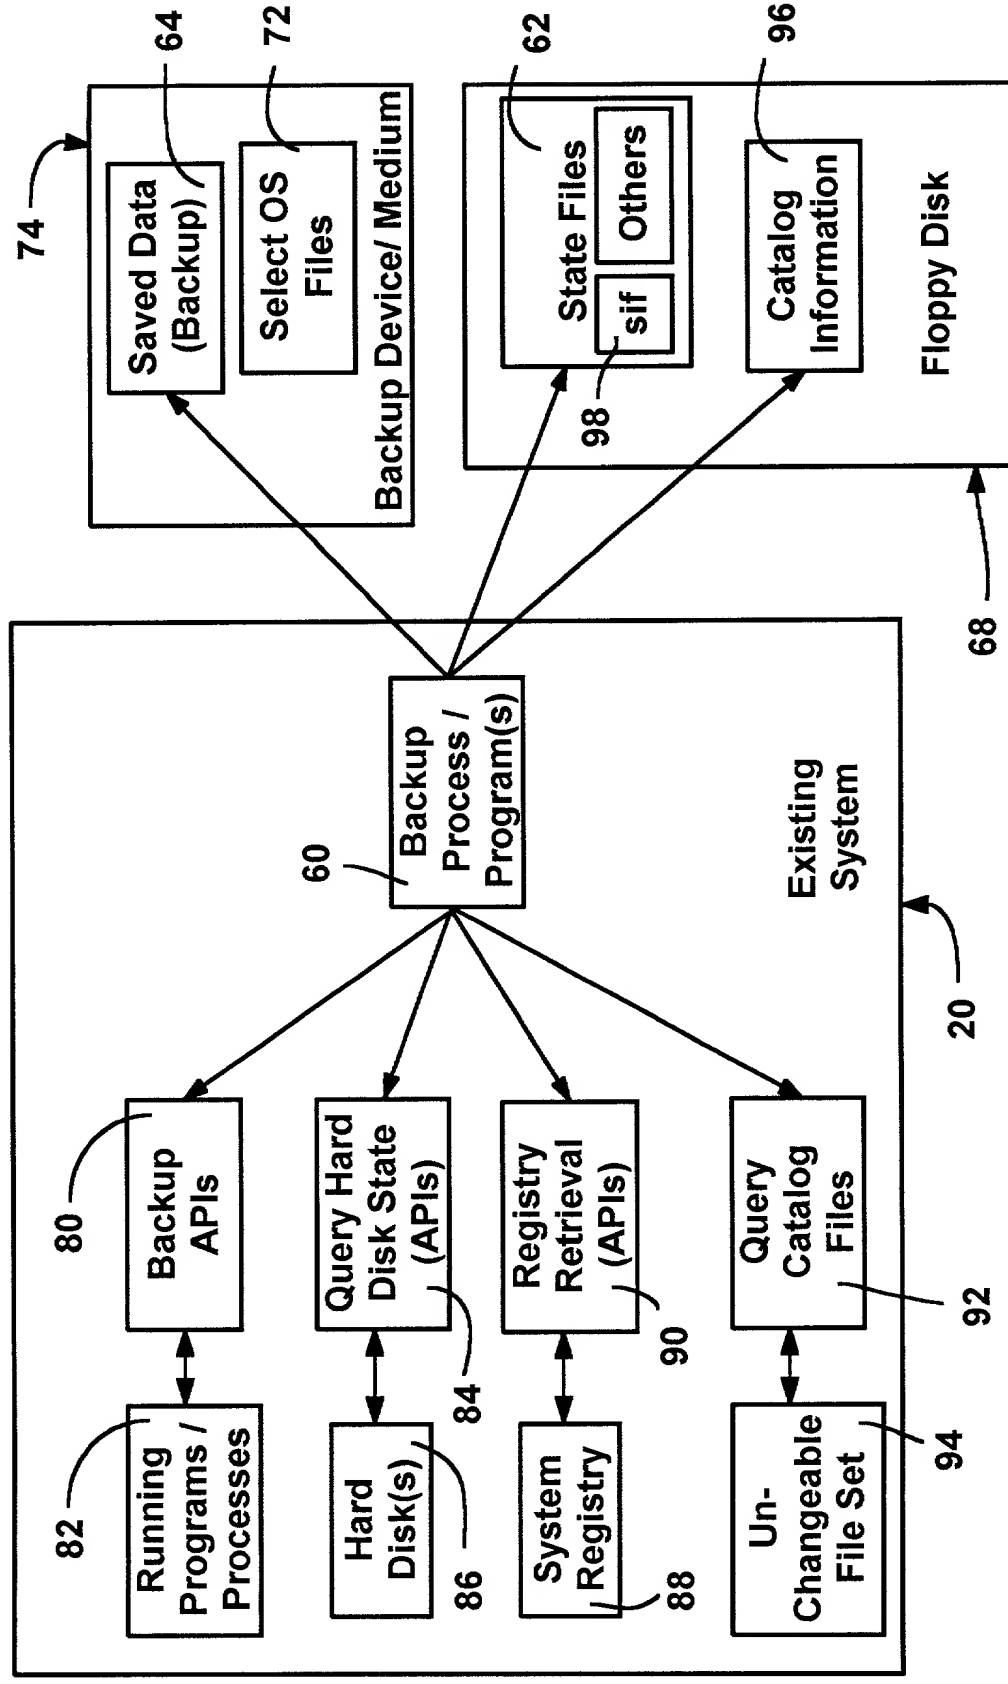 82
Running
Programs /
Processes
80
Backup
APIs
Hard
Disk(s)
86
Query Hard
Disk State
(APIs)
84
System
Registry
88
Registry
Retrieval
(APIs)
90
Un-
Changeable
File Set
94
Query
Catalog
Files
92
60
Backup
Process /
Program(s)
Existing
System
20
74
Saved Data
(Backup)
64
Select OS
Files
72
Backup Device/ Medium
State Files
62
sif
Others
98
Catalog
Information
96
Floppy Disk
68